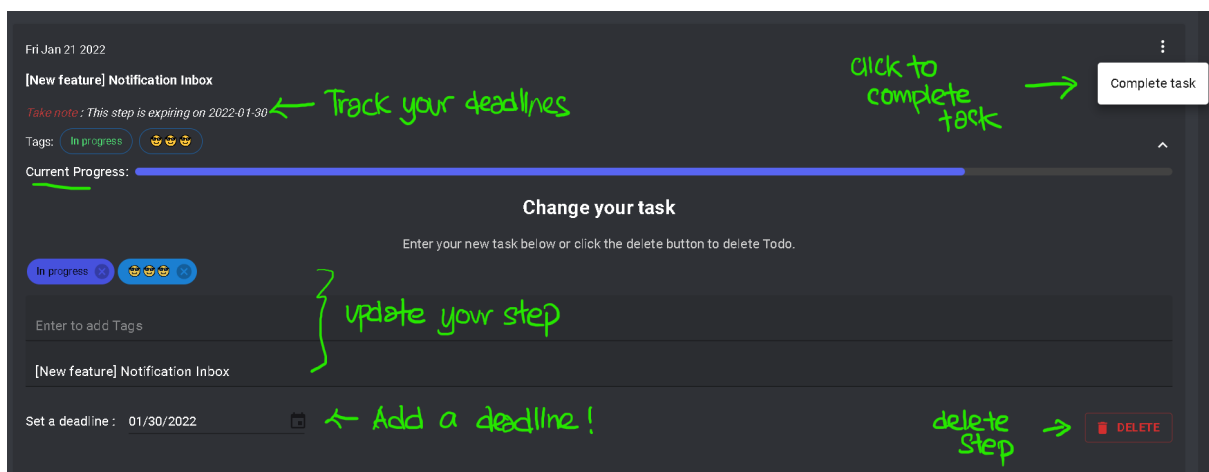 Fri Jan 21 2022
[New feature] Notification Inbox
click to
complete
task
Complete task
Take note : This step is expiring on 2022-01-30
Track your deadlines
Tags: In progress 😎😎😎
Current Progress:
Change your task
Enter your new task below or click the delete button to delete Todo.
In progress 😎😎😎
Enter to add Tags
update your step
[New feature] Notification Inbox
Set a deadline : 01/30/2022
Add a deadline!
delete
step
DELETE